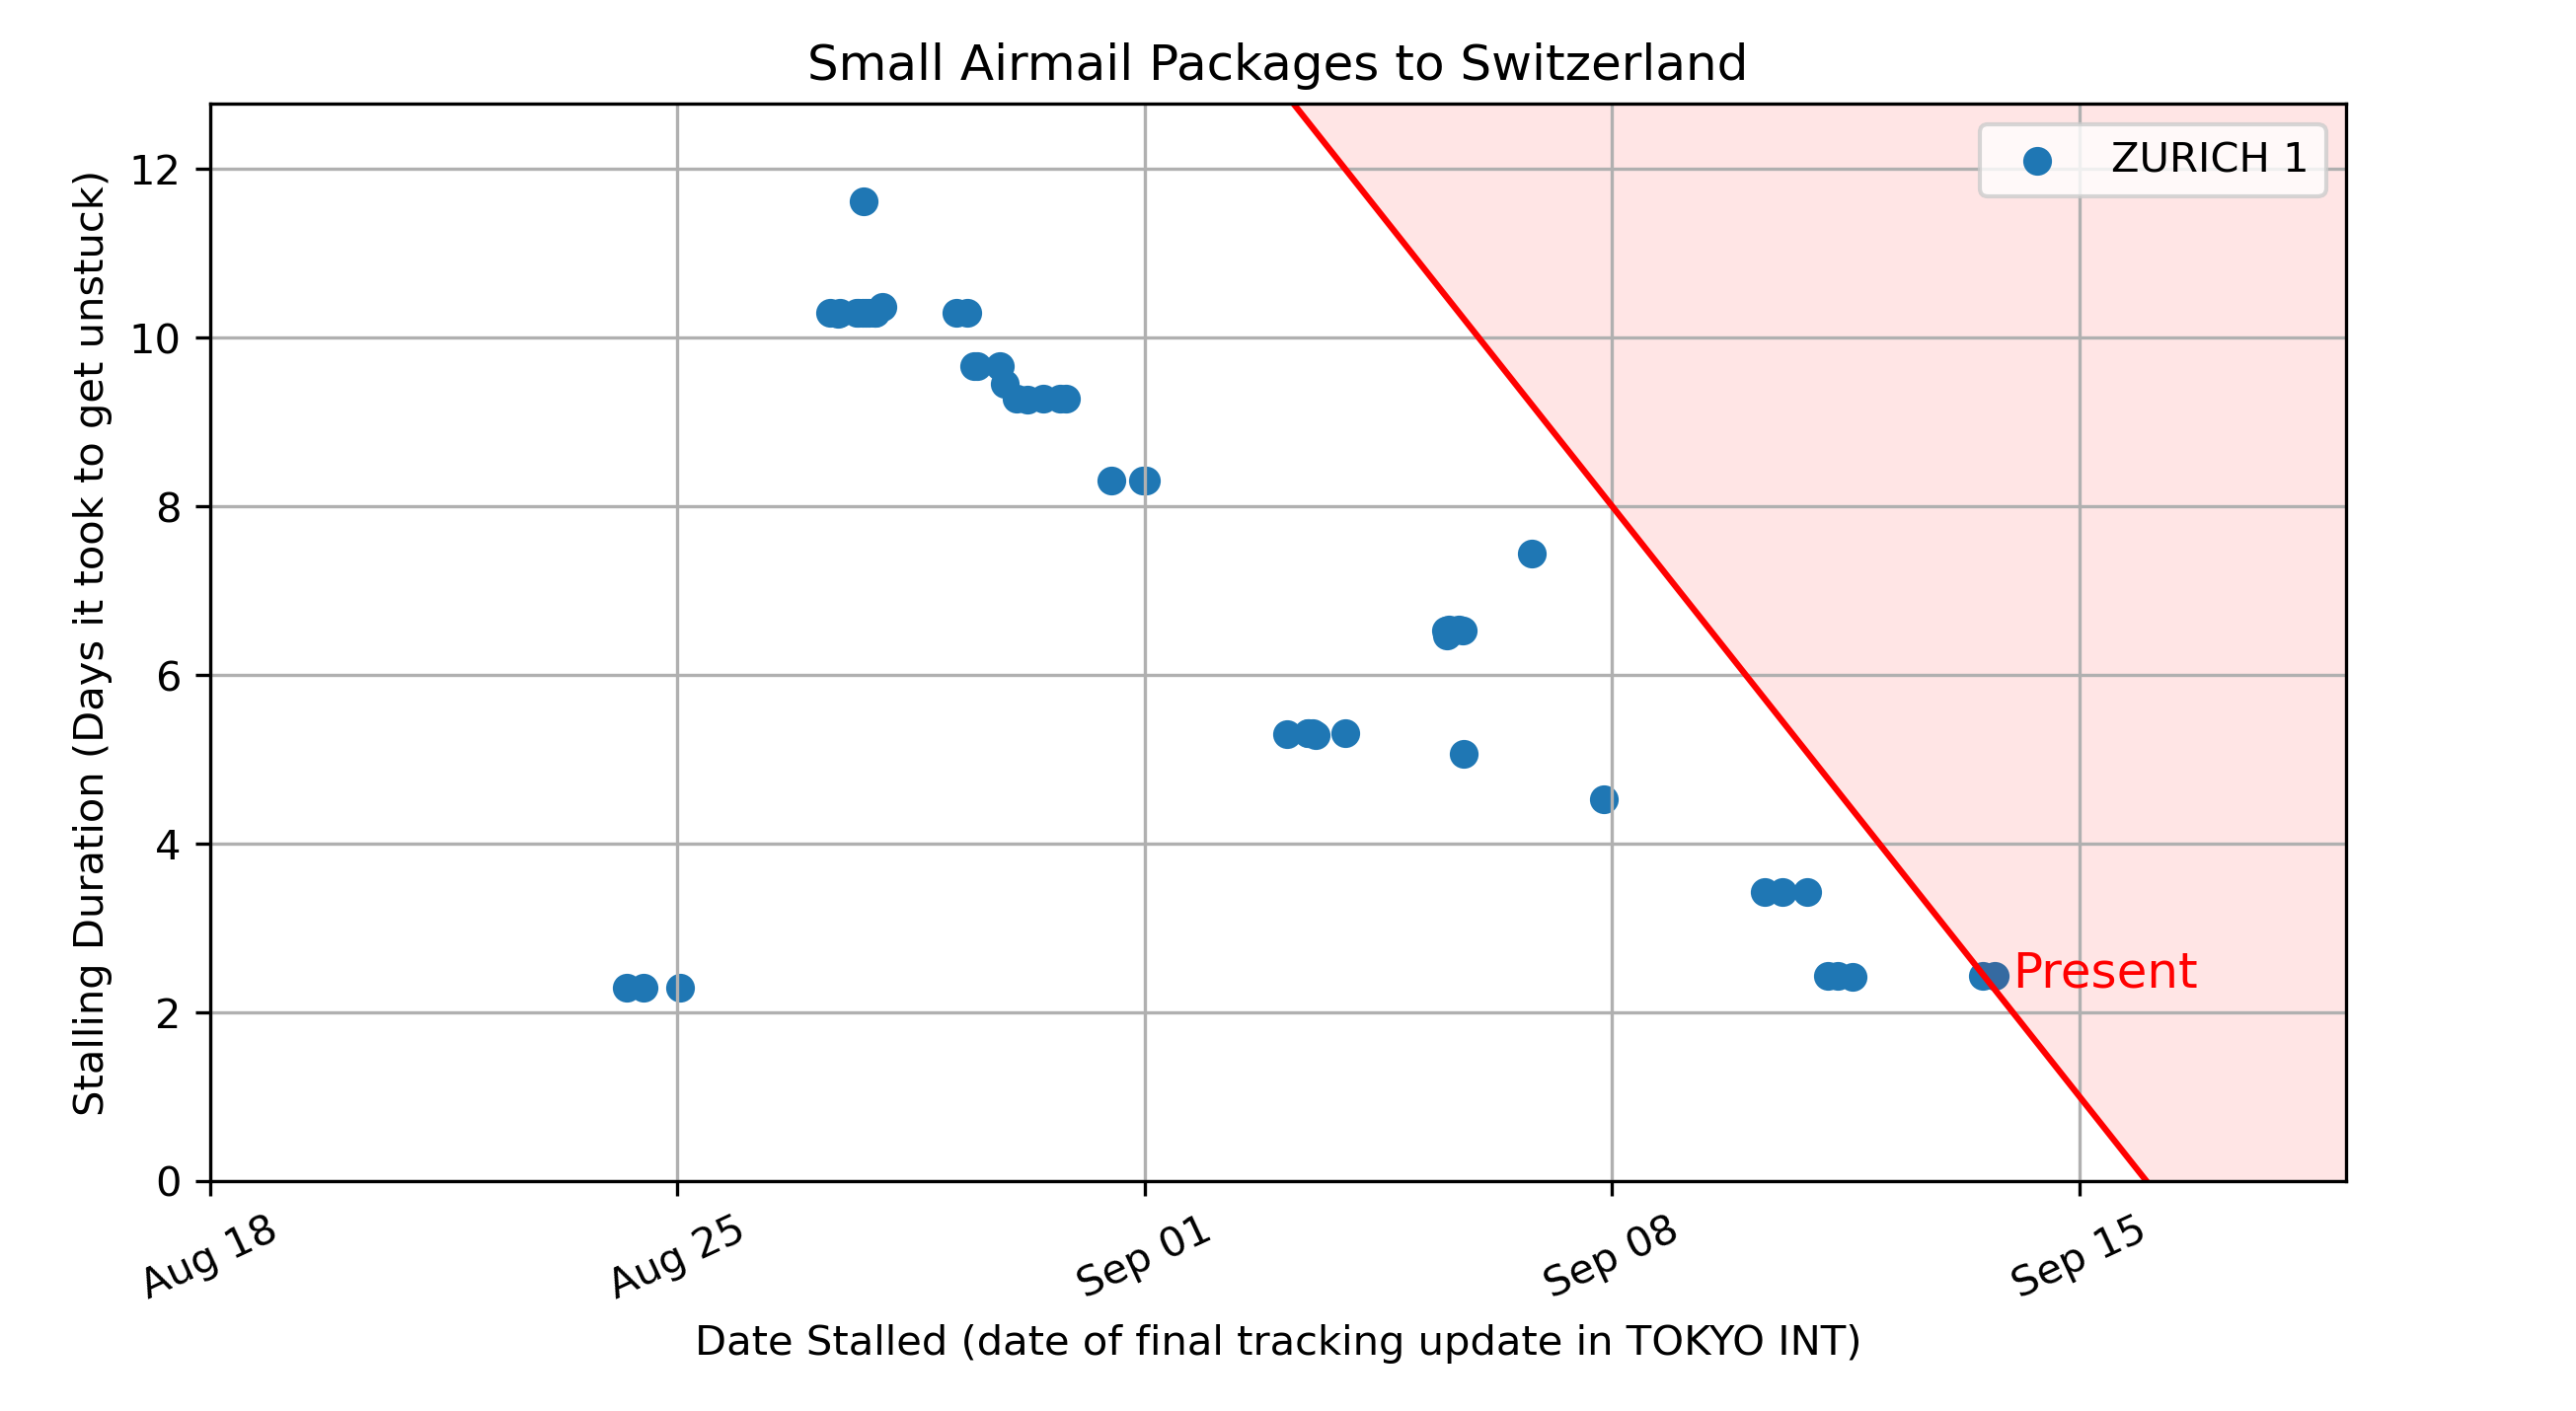 Small Airmail Packages to Switzerland
ZURICH 1
Stalling Duration (Days it took to get unstuck)
12
10
8
6
4
2
0
Present
Aug 18
Aug 25
Sep 01
Sep 08
Sep 15
Date Stalled (date of final tracking update in TOKYO INT)